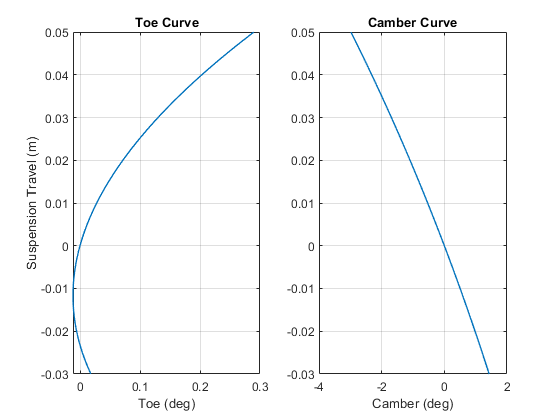 Toe Curve
Suspension Travel (m)
0.05
0.04
0.03
0.02
0.01
0
-0.01
-0.02
-0.03
0 0.1 0.2 0.3
Toe (deg)
Camber Curve
0.05
0.04
0.03
0.02
0.01
0
-0.01
-0.02
-0.03
-4 -2 0 2
Camber (deg)